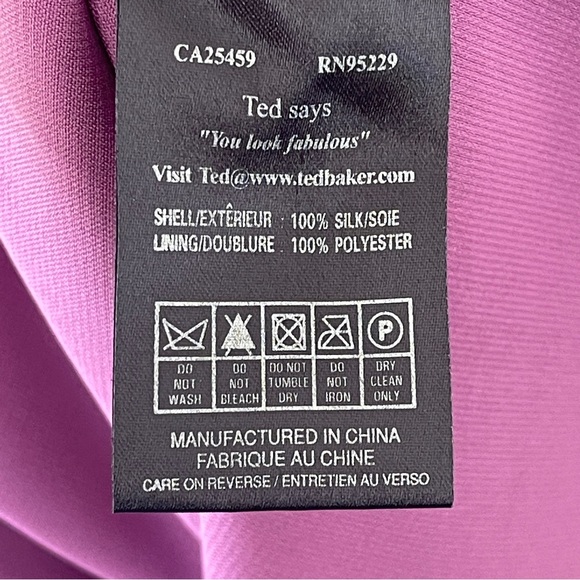 CA25459 RN95229
Ted says
"You look fabulous"
Visit Ted@www.tedbaker.com
SHELL/EXTÊRIEUR : 100% SILK/SOIE
LINING/DOUBLURE . 100% POLYESTER
P
DO NOT WASH
DO NOT BLEACH
DO NOT TUMBLE DRY
DO NOT IRON
DRY CLEAN ONLY
MANUFACTURED IN CHINA
FABRIQUE AU CHINE
CARE ON REVERSE / ENTRETIEN AU VERSO